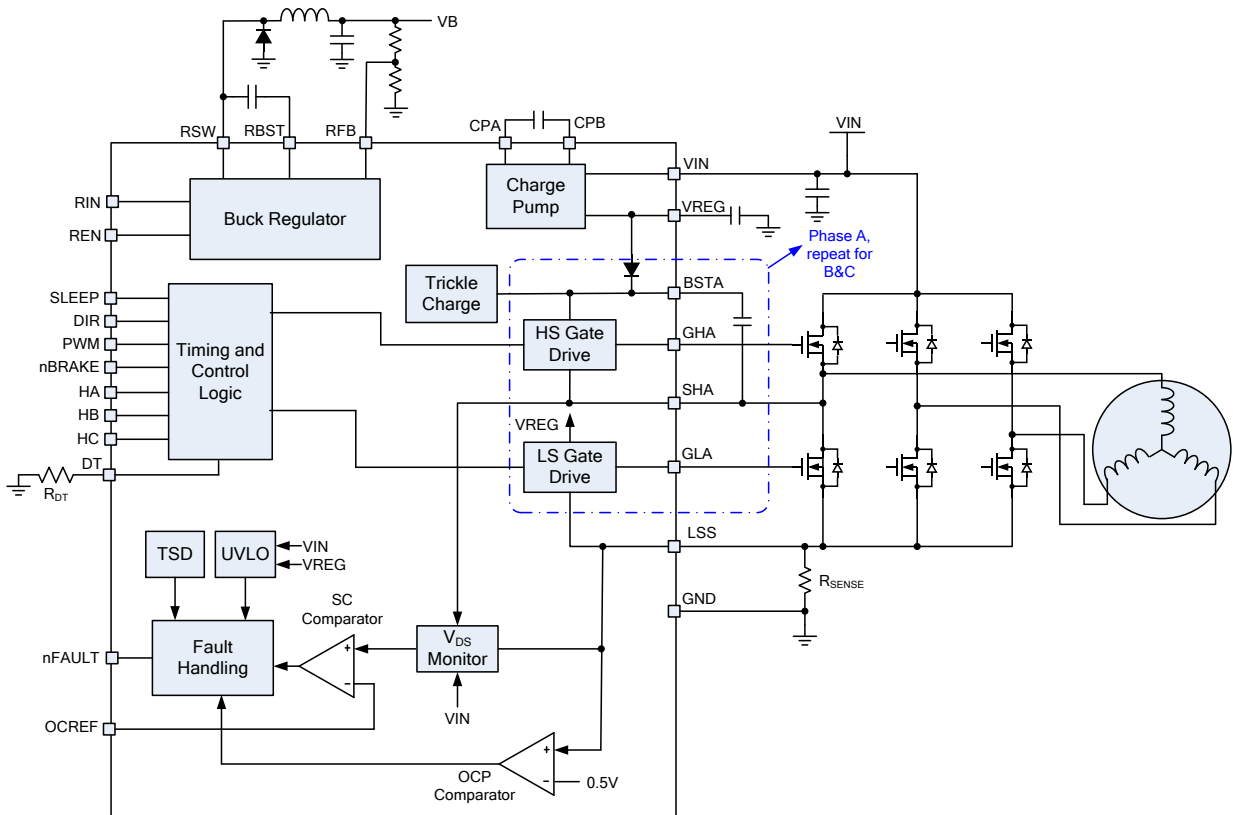 VB
RSW
RBST
RFB
CPA
CPB
VIN
RIN
REN
Buck Regulator
Charge
Pump
VIN
VREG
Phase A,
repeat for
B&C
Trickle
Charge
BSTA
SLEEP
DIR
PWM
nBRAKE
HA
HB
HC
DT
RDT
Timing and
Control
Logic
HS Gate
Drive
GHA
SHA
VREG
LS Gate
Drive
GLA
LSS
RSENSE
GND
TSD
UVLO
VIN
VREG
SC
Comparator
+
–
Fault
Handling
nFAULT
VDS
Monitor
VIN
OCREF
+
–
0.5V
OCP
Comparator